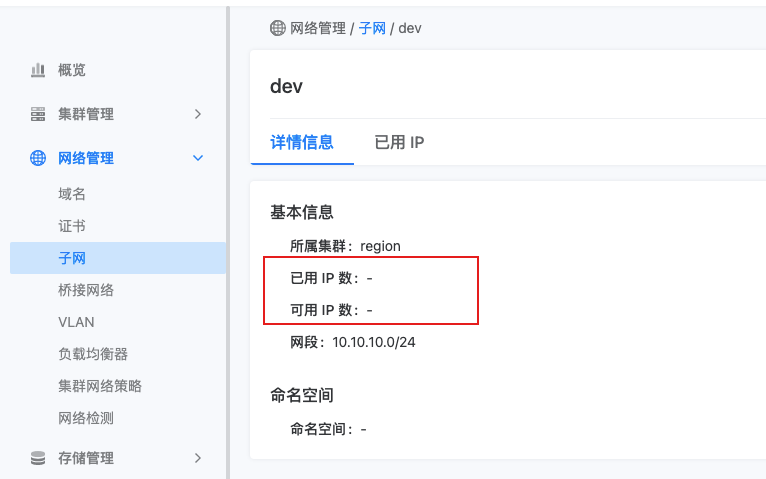 网络管理 / 子网 / dev
概览
集群管理
网络管理
域名
证书
子网
桥接网络
VLAN
负载均衡器
集群网络策略
网络检测
存储管理
dev
详情信息 已用 IP
基本信息
所属集群： region
已用 IP 数： -
可用 IP 数： -
网段： 10.10.10.0/24
命名空间
命名空间： -